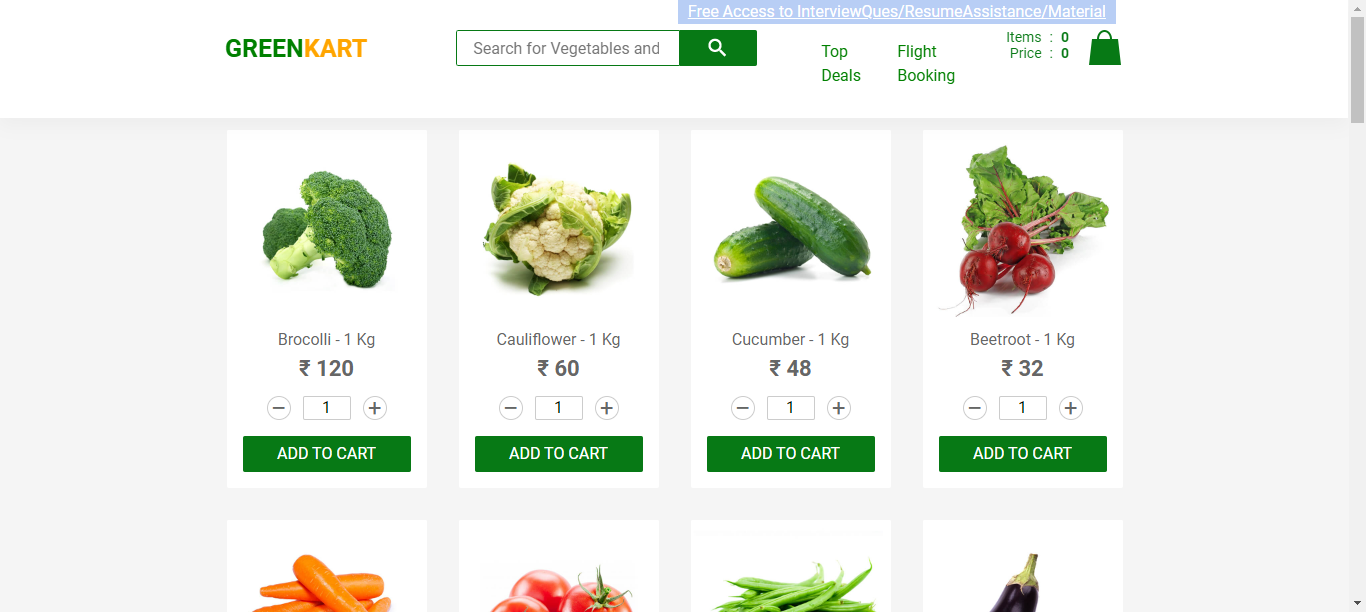 Free Access to InterviewQues/ResumeAssistance/Material
GREENKART
Search for Vegetables and
Top Deals
Flight Booking
Items : 0
Price : 0
Brocolli - 1 Kg
₹ 120
− 1 +
ADD TO CART
Cauliflower - 1 Kg
₹ 60
− 1 +
ADD TO CART
Cucumber - 1 Kg
₹ 48
− 1 +
ADD TO CART
Beetroot - 1 Kg
₹ 32
− 1 +
ADD TO CART